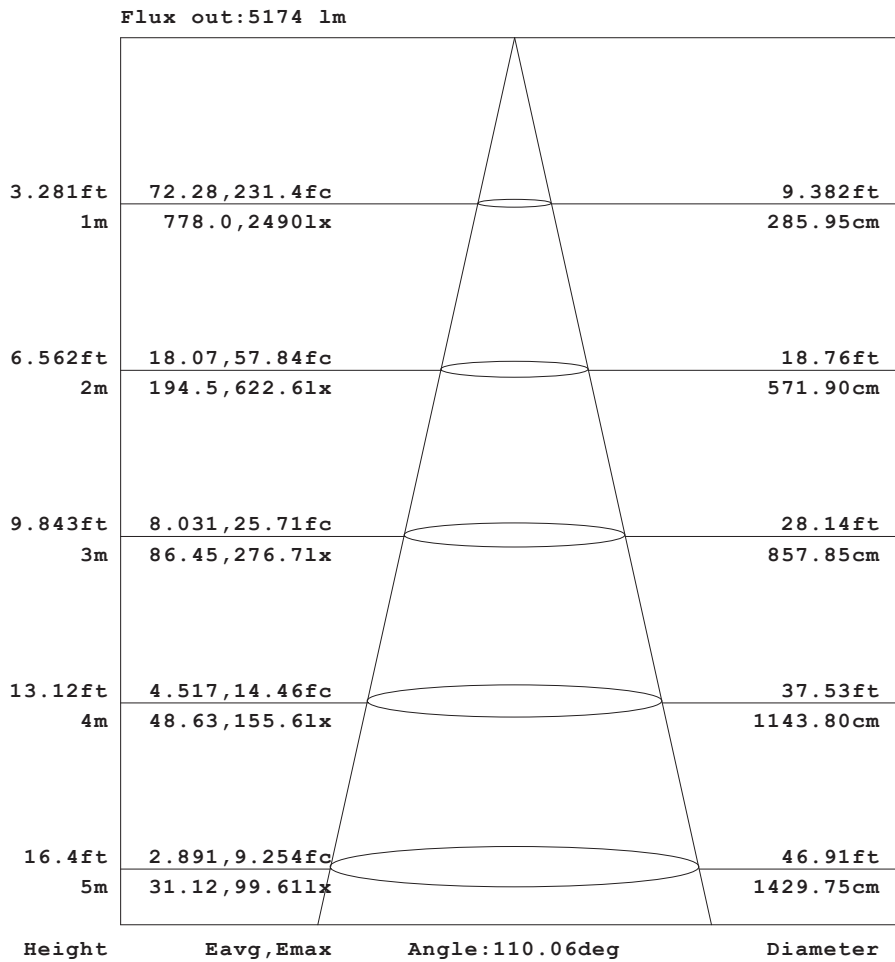 Flux out:5174 lm
3.281ft 72.28,231.4fc 9.382ft
1m 778.0,2490lx 285.95cm
6.562ft 18.07,57.84fc 18.76ft
2m 194.5,622.6lx 571.90cm
9.843ft 8.031,25.71fc 28.14ft
3m 86.45,276.7lx 857.85cm
13.12ft 4.517,14.46fc 37.53ft
4m 48.63,155.6lx 1143.80cm
16.4ft 2.891,9.254fc 46.91ft
5m 31.12,99.61lx 1429.75cm
Height Eavg,Emax Angle:110.06deg Diameter